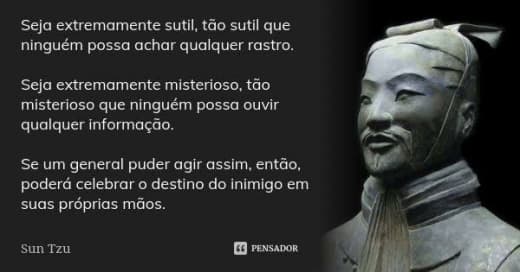 Seja extremamente sutil, tão sutil que
ninguém possa achar qualquer rastro.
Seja extremamente misterioso, tão
misterioso que ninguém possa ouvir
qualquer informação.
Se um general puder agir assim, então,
poderá celebrar o destino do inimigo em
suas próprias mãos.
Sun Tzu
PENSADOR